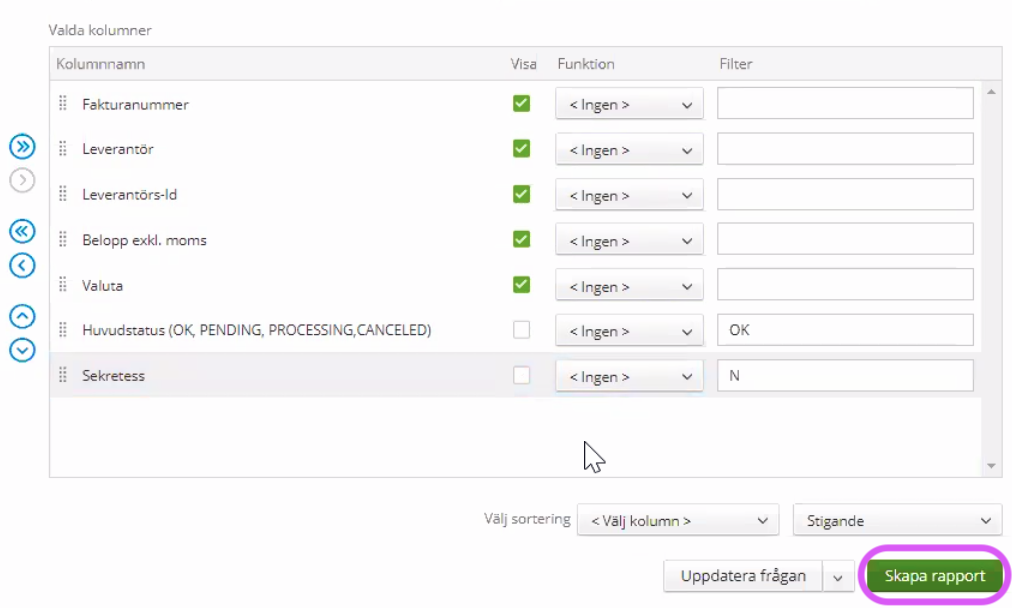 Valda kolumner
Kolumnnamn Visa Funktion Filter
Fakturanummer < Ingen >
Leverantör < Ingen >
Leverantörs-Id < Ingen >
Belopp exkl. moms < Ingen >
Valuta < Ingen >
Huvudstatus (OK, PENDING, PROCESSING,CANCELED) < Ingen > OK
Sekretess < Ingen > N
Välj sortering < Välj kolumn > Stigande
Uppdatera frågan Skapa rapport